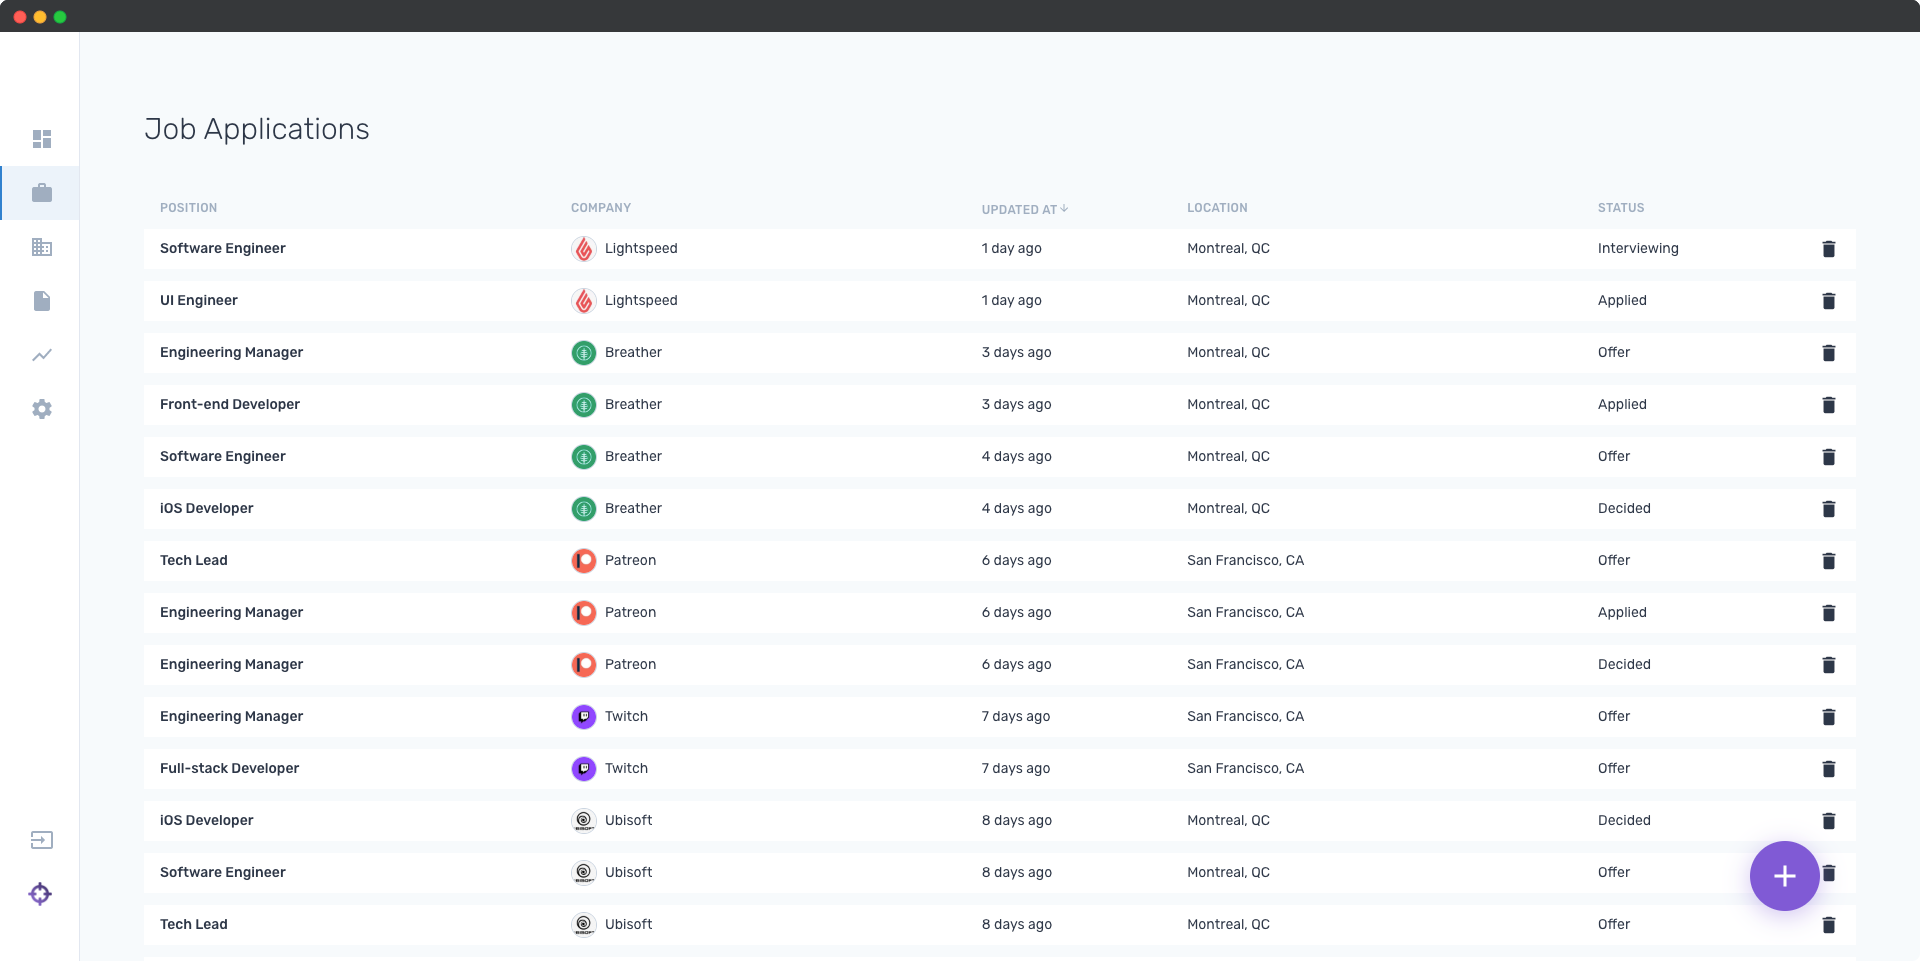 Job Applications
POSITION COMPANY UPDATED AT LOCATION STATUS
Software Engineer Lightspeed 1 day ago Montreal, QC Interviewing
UI Engineer Lightspeed 1 day ago Montreal, QC Applied
Engineering Manager Breather 3 days ago Montreal, QC Offer
Front-end Developer Breather 3 days ago Montreal, QC Applied
Software Engineer Breather 4 days ago Montreal, QC Offer
iOS Developer Breather 4 days ago Montreal, QC Decided
Tech Lead Patreon 6 days ago San Francisco, CA Offer
Engineering Manager Patreon 6 days ago San Francisco, CA Applied
Engineering Manager Patreon 6 days ago San Francisco, CA Decided
Engineering Manager Twitch 7 days ago San Francisco, CA Offer
Full-stack Developer Twitch 7 days ago San Francisco, CA Offer
iOS Developer Ubisoft 8 days ago Montreal, QC Decided
Software Engineer Ubisoft 8 days ago Montreal, QC Offer
Tech Lead Ubisoft 8 days ago Montreal, QC Offer